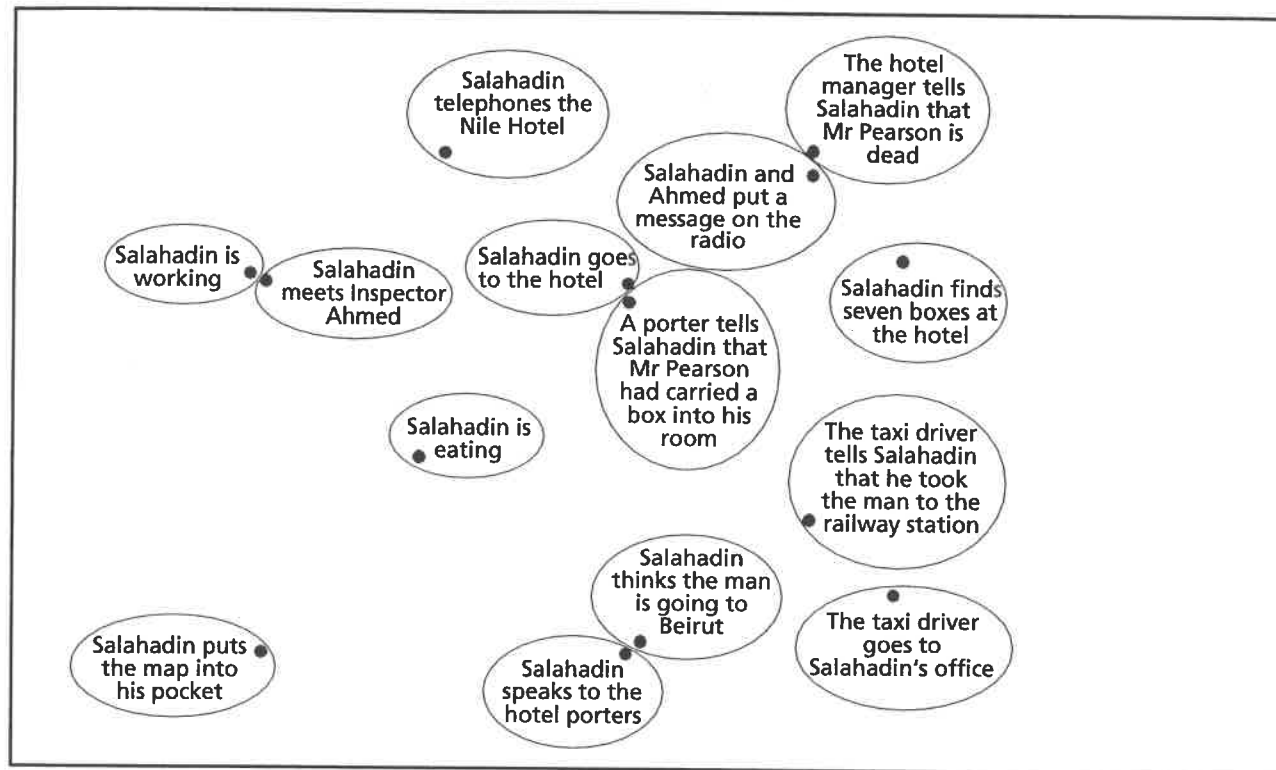 Salahadin
telephones the
Nile Hotel
The hotel
manager tells
Salahadin that
Mr Pearson is
dead
Salahadin and
Ahmed put a
message on the
radio
Salahadin is
working
Salahadin
meets Inspector
Ahmed
Salahadin goes
to the hotel
Salahadin finds
seven boxes at
the hotel
A porter tells
Salahadin that
Mr Pearson
had carried a
box into his
room
Salahadin is
eating
The taxi driver
tells Salahadin
that he took
the man to the
railway station
Salahadin
thinks the man
is going to
Beirut
The taxi driver
goes to
Salahadin's office
Salahadin puts
the map into
his pocket
Salahadin
speaks to the
hotel porters